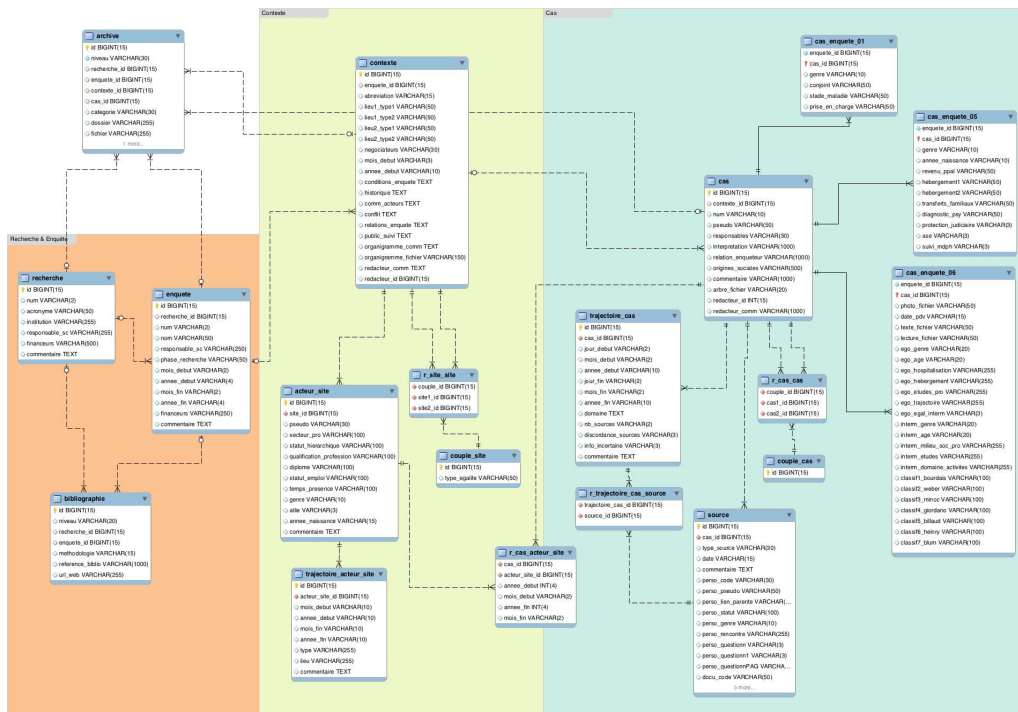 Contexte
Cas
Recherche & Enquête
archive
id BIGINT(15)
niveau VARCHAR(30)
recherche_id BIGINT(15)
enquete_id BIGINT(15)
contexte_id BIGINT(15)
cas_id BIGINT(15)
categorie VARCHAR(30)
dossier VARCHAR(255)
fichier VARCHAR(255)
1 more...
recherche
id BIGINT(15)
num VARCHAR(2)
acronyme VARCHAR(50)
institution VARCHAR(255)
responsable_sc VARCHAR(255)
financeurs VARCHAR(500)
commentaire TEXT
enquete
id BIGINT(15)
recherche_id BIGINT(15)
num VARCHAR(2)
nom VARCHAR(50)
responsable_sc VARCHAR(250)
phase_recherche VARCHAR(50)
mois_debut VARCHAR(2)
annee_debut VARCHAR(4)
mois_fin VARCHAR(2)
annee_fin VARCHAR(4)
financeurs VARCHAR(250)
commentaire TEXT
bibliographie
id BIGINT(15)
niveau VARCHAR(20)
recherche_id BIGINT(15)
enquete_id BIGINT(15)
methodologie VARCHAR(15)
reference_biblio VARCHAR(1000)
url_web VARCHAR(255)
contexte
id BIGINT(15)
enquete_id BIGINT(15)
abreviation VARCHAR(15)
lieu1_type1 VARCHAR(50)
lieu1_type2 VARCHAR(50)
lieu2_type1 VARCHAR(50)
lieu2_type2 VARCHAR(50)
negociateurs VARCHAR(30)
mois_debut VARCHAR(3)
annee_debut VARCHAR(10)
conditions_enquete TEXT
historique TEXT
comm_acteurs TEXT
conflit TEXT
relations_enquete TEXT
public_suivi TEXT
organigramme_comm TEXT
organigramme_fichier VARCHAR(150)
redacteur_comm TEXT
redacteur_id BIGINT(15)
acteur_site
id BIGINT(15)
site_id BIGINT(15)
pseudo VARCHAR(30)
secteur_pro VARCHAR(100)
statut_hierarchique VARCHAR(100)
qualification_profession VARCHAR(100)
diplome VARCHAR(100)
statut_emploi VARCHAR(100)
temps_presence VARCHAR(100)
genre VARCHAR(10)
allie VARCHAR(3)
annee_naissance VARCHAR(15)
commentaire TEXT
trajectoire_acteur_site
id BIGINT(15)
acteur_site_id BIGINT(15)
mois_debut VARCHAR(10)
annee_debut VARCHAR(10)
mois_fin VARCHAR(10)
annee_fin VARCHAR(10)
type VARCHAR(255)
lieu VARCHAR(255)
commentaire TEXT
r_site_site
couple_id BIGINT(15)
site1_id BIGINT(15)
site2_id BIGINT(15)
couple_site
id BIGINT(15)
type_egalite VARCHAR(50)
r_cas_acteur_site
cas_id BIGINT(15)
acteur_site_id BIGINT(15)
annee_debut INT(4)
mois_debut VARCHAR(2)
annee_fin INT(4)
mois_fin VARCHAR(2)
trajectoire_cas
id BIGINT(15)
cas_id BIGINT(15)
jour_debut VARCHAR(2)
mois_debut VARCHAR(2)
annee_debut VARCHAR(10)
jour_fin VARCHAR(2)
mois_fin VARCHAR(2)
annee_fin VARCHAR(10)
domaine TEXT
nb_sources VARCHAR(2)
discordance_sources VARCHAR(3)
info_incertaine VARCHAR(3)
commentaire TEXT
r_trajectoire_cas_source
trajectoire_cas_id BIGINT(15)
source_id BIGINT(15)
cas
id BIGINT(15)
contexte_id BIGINT(15)
num VARCHAR(10)
pseudo VARCHAR(50)
responsables VARCHAR(30)
interpretation VARCHAR(1000)
relation_enqueteur VARCHAR(1000)
origines_sociales VARCHAR(500)
commentaire VARCHAR(1000)
arbre_fichier VARCHAR(20)
redacteur_id INT(15)
redacteur_comm VARCHAR(1000)
r_cas_cas
couple_id BIGINT(15)
cas1_id BIGINT(15)
cas2_id BIGINT(15)
couple_cas
id BIGINT(15)
source
id BIGINT(15)
cas_id BIGINT(15)
type_source VARCHAR(30)
date VARCHAR(15)
commentaire TEXT
perso_code VARCHAR(30)
perso_pseudo VARCHAR(50)
perso_lien_parente VARCHAR(...
perso_statut VARCHAR(100)
perso_genre VARCHAR(10)
perso_rencontre VARCHAR(255)
perso_questionn VARCHAR(3)
perso_questionn1 VARCHAR(3)
perso_questionnPAG VARCHA...
docu_code VARCHAR(50)
5 more...
cas_enquete_01
enquete_id BIGINT(15)
cas_id BIGINT(15)
genre VARCHAR(10)
conjoint VARCHAR(50)
stade_maladie VARCHAR(50)
prise_en_charge VARCHAR(50)
cas_enquete_05
enquete_id BIGINT(15)
cas_id BIGINT(15)
genre VARCHAR(10)
annee_naissance VARCHAR(10)
revenu_ppal VARCHAR(50)
hebergement1 VARCHAR(50)
hebergement2 VARCHAR(50)
transferts_familiaux VARCHAR(50)
diagnostic_psy VARCHAR(50)
protection_judiciaire VARCHAR(3)
ase VARCHAR(3)
suivi_mdph VARCHAR(3)
cas_enquete_06
enquete_id BIGINT(15)
cas_id BIGINT(15)
photo_fichier VARCHAR(50)
date_pdv VARCHAR(15)
texte_fichier VARCHAR(50)
lecture_fichier VARCHAR(50)
ego_genre VARCHAR(20)
ego_age VARCHAR(20)
ego_hospitalisation VARCHAR(255)
ego_hebergement VARCHAR(255)
ego_etudes_pro VARCHAR(255)
ego_trajectoire VARCHAR(255)
ego_egal_interm VARCHAR(3)
interm_genre VARCHAR(20)
interm_age VARCHAR(20)
interm_milieu_soc_pro VARCHAR(255)
interm_etudes VARCHAR(255)
interm_domaine_activites VARCHAR(255)
classif1_bourdais VARCHAR(100)
classif2_weber VARCHAR(100)
classif3_minoc VARCHAR(100)
classif4_giordano VARCHAR(100)
classif5_billaud VARCHAR(100)
classif6_heinry VARCHAR(100)
classif7_blum VARCHAR(100)